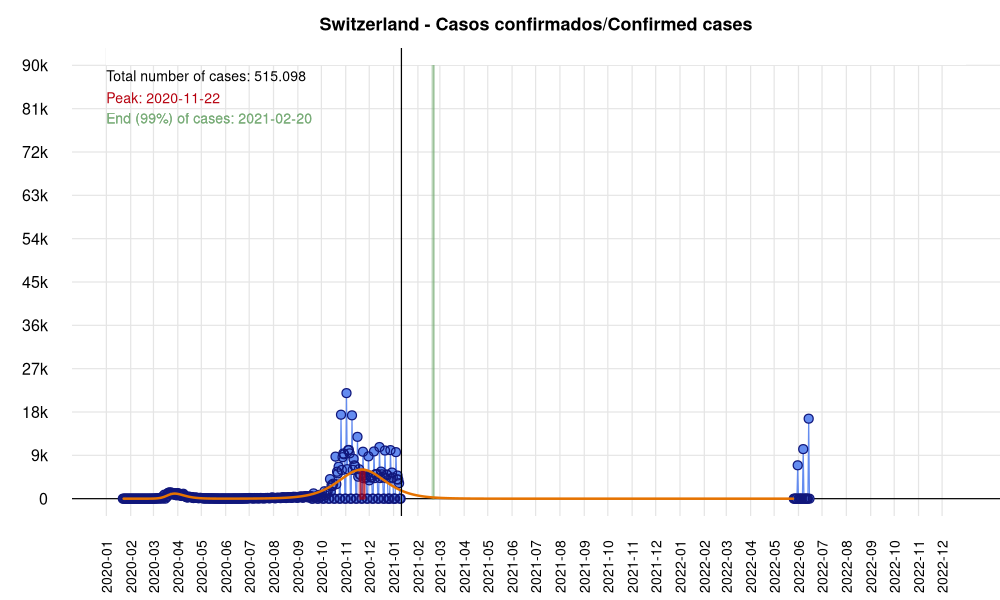 Switzerland - Casos confirmados/Confirmed cases
Total number of cases: 515.098
Peak: 2020-11-22
End (99%) of cases: 2021-02-20
90k
81k
72k
63k
54k
45k
36k
27k
18k
9k
0
2020-01
2020-02
2020-03
2020-04
2020-05
2020-06
2020-07
2020-08
2020-09
2020-10
2020-11
2020-12
2021-01
2021-02
2021-03
2021-04
2021-05
2021-06
2021-07
2021-08
2021-09
2021-10
2021-11
2021-12
2022-01
2022-02
2022-03
2022-04
2022-05
2022-06
2022-07
2022-08
2022-09
2022-10
2022-11
2022-12